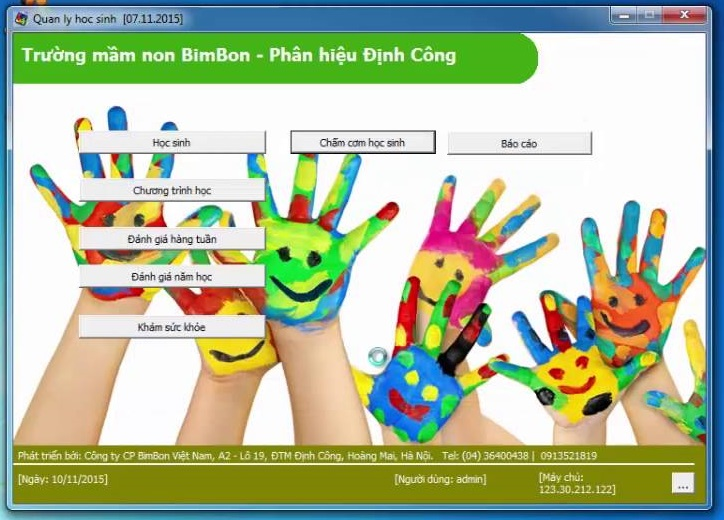 Quan ly hoc sinh [07.11.2015]
Trường mầm non BimBon - Phân hiệu Định Công
Học sinh
Chấm cơm học sinh
Báo cáo
Chương trình học
Đánh giá hàng tuần
Đánh giá năm học
Khám sức khỏe
Phát triển bởi: Công ty CP BimBon Việt Nam, A2 - Lô 19, ĐTM Định Công, Hoàng Mai, Hà Nội. Tel: (04) 36400438 | 0913521819
[Ngày: 10/11/2015]
[Người dùng: admin]
[Máy chủ:
123.30.212.122]
...